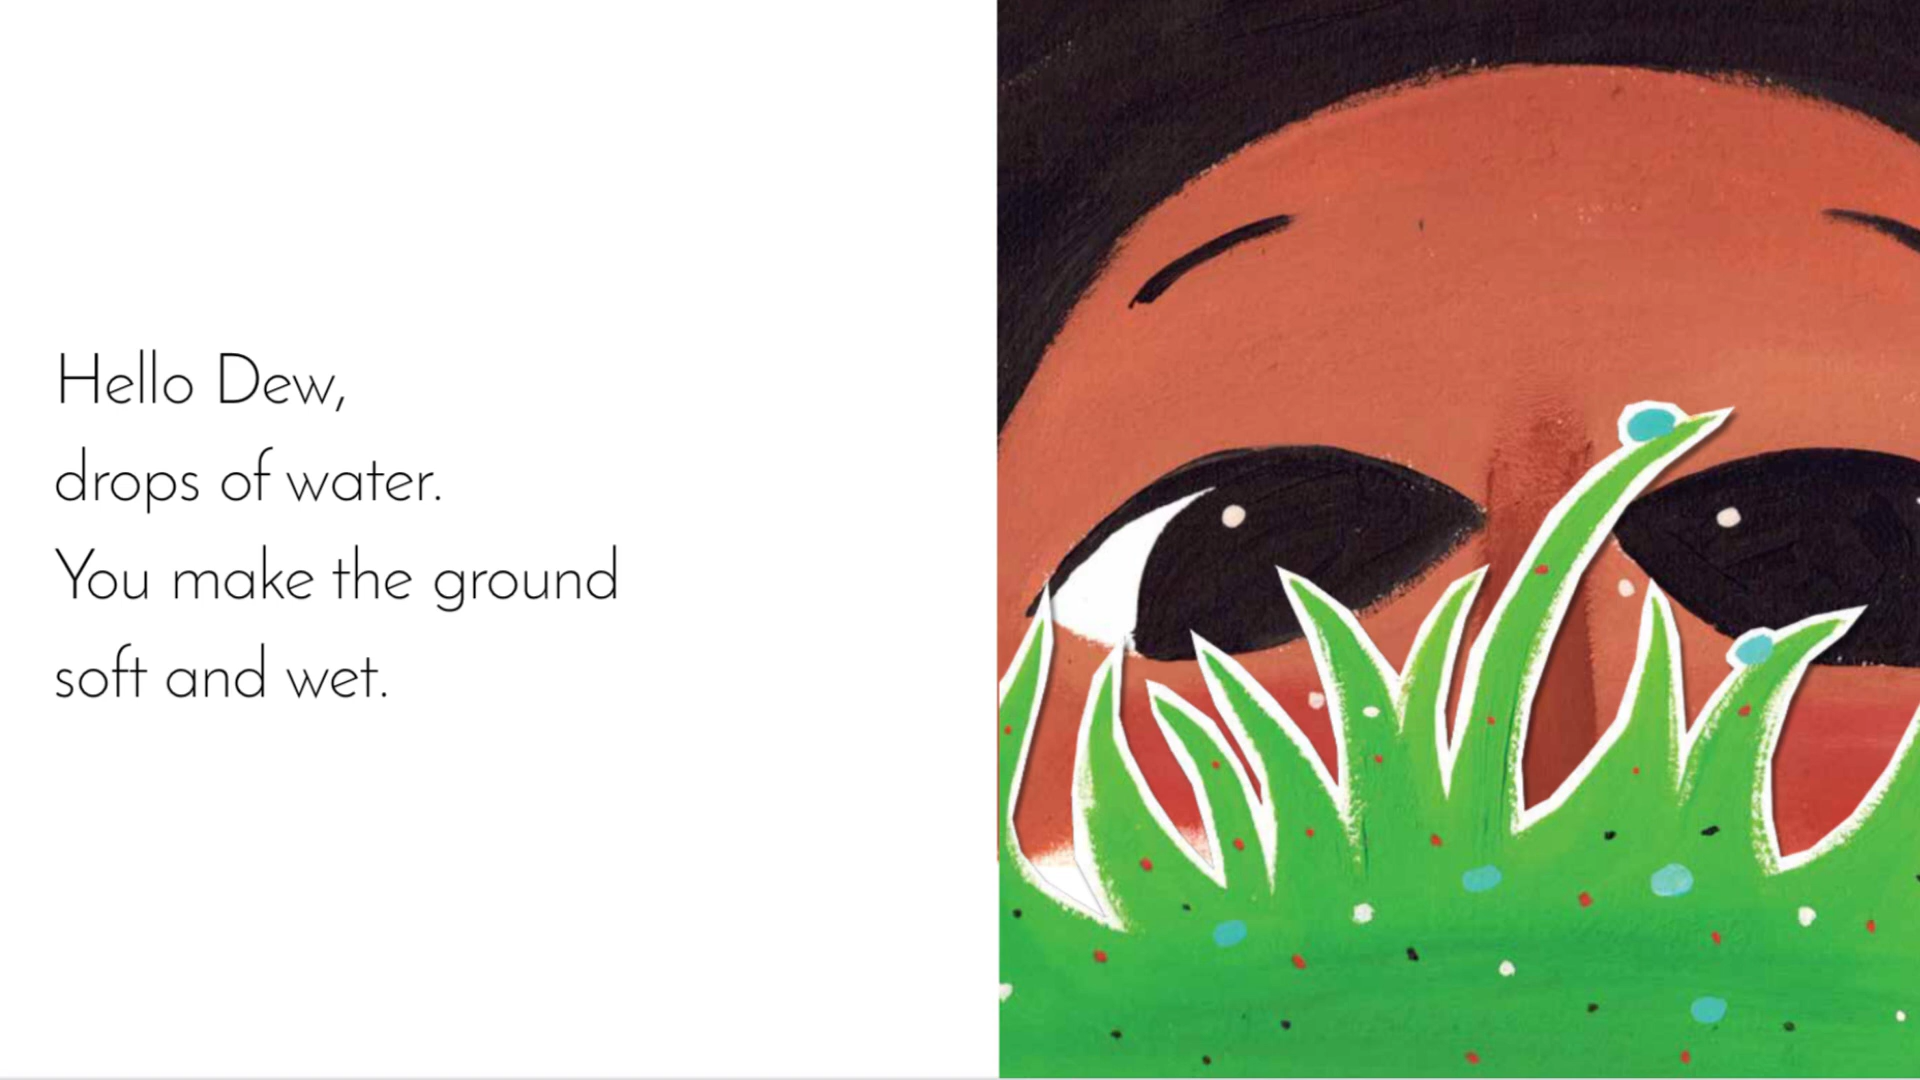 Hello Dew,
drops of water.
You make the ground
soft and wet.